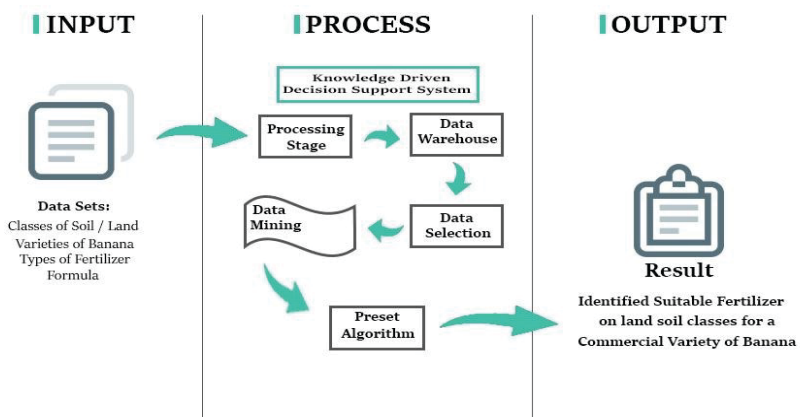 INPUT
Data Sets:
Classes of Soil / Land
Varieties of Banana
Types of Fertilizer
Formula
PROCESS
Knowledge Driven
Decision Support System
Processing
Stage
Data
Warehouse
Data
Selection
Data
Mining
Preset
Algorithm
OUTPUT
Result
Identified Suitable Fertilizer
on land soil classes for a
Commercial Variety of Banana